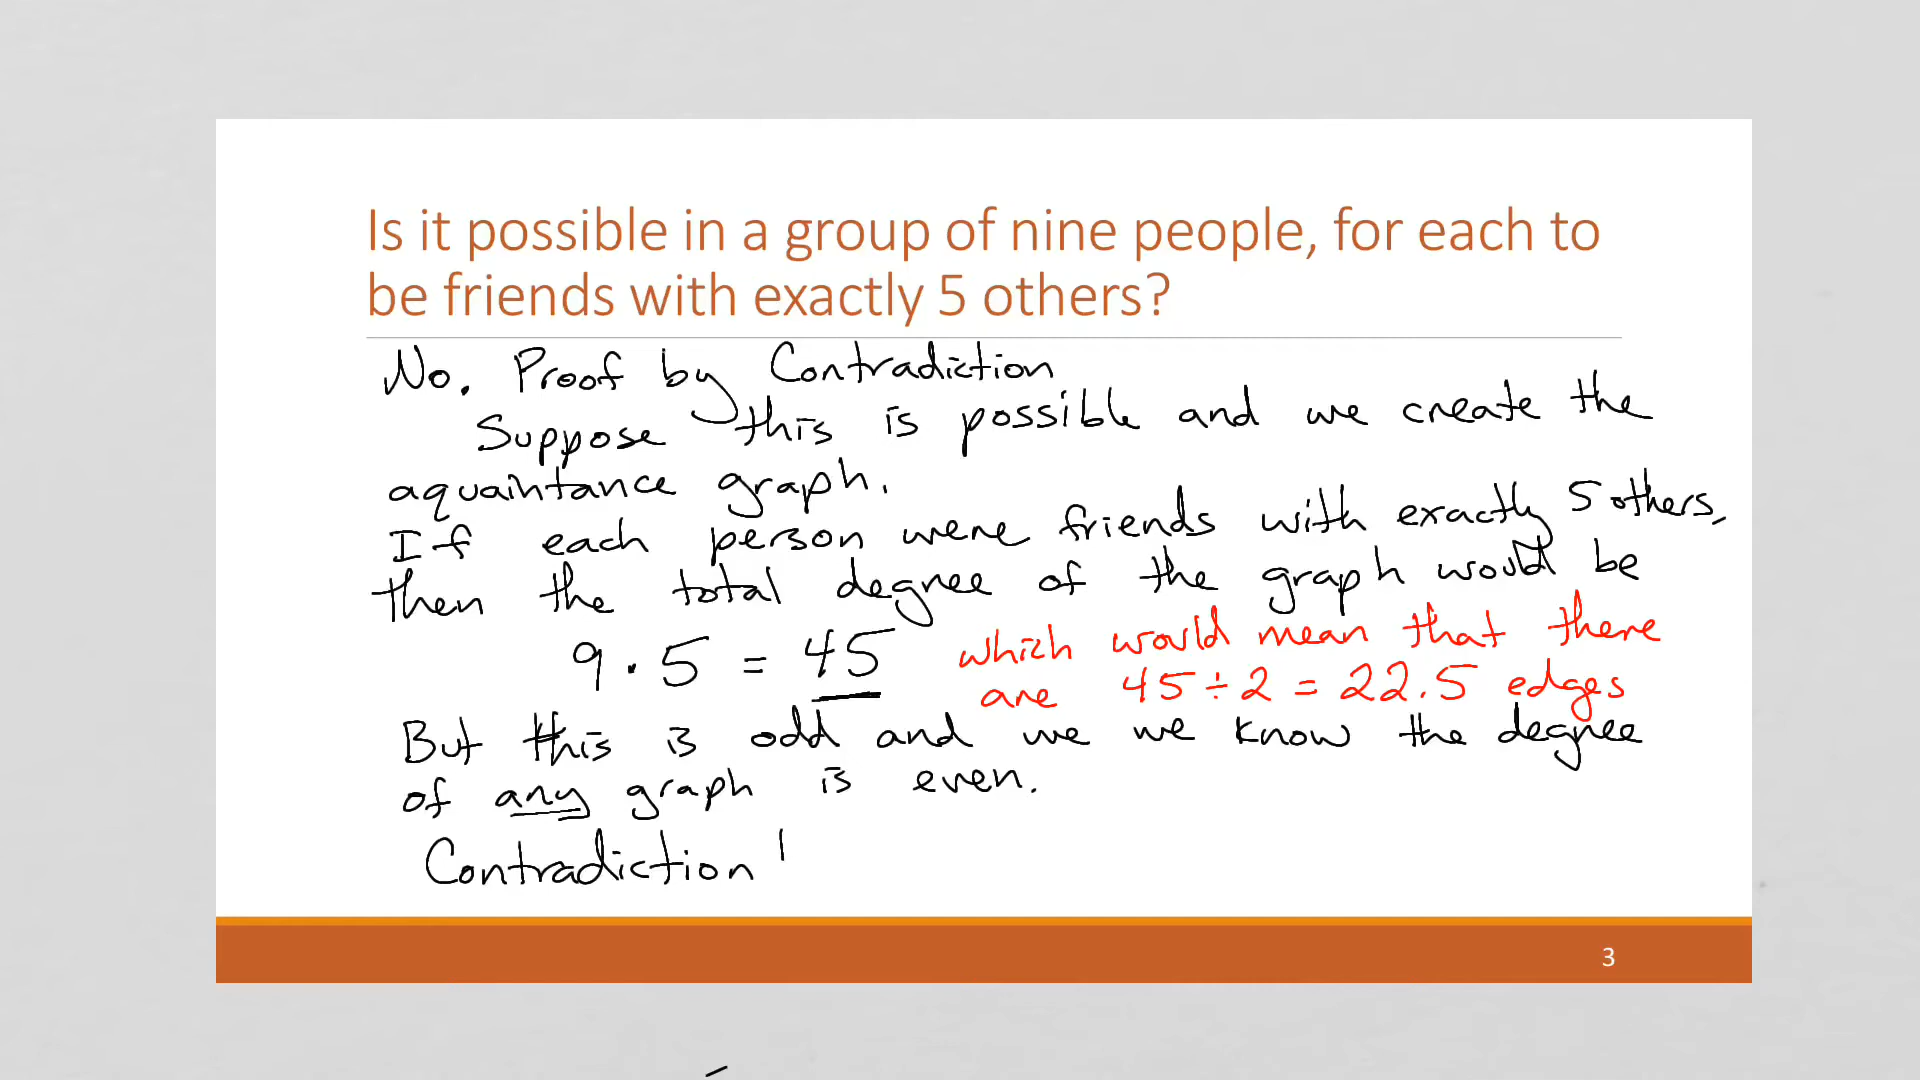 Is it possible in a group of nine people, for each to
be friends with exactly 5 others?
No. Proof by Contradiction
Suppose this is possible and we create the
aquaintance graph.
If each person were friends with exactly 5 others,
then the total degree of the graph would be
9 · 5 = 45 which would mean that there
are 45 ÷ 2 = 22.5 edges
But this is odd and we we know the degree
of any graph is even.
Contradiction !
3